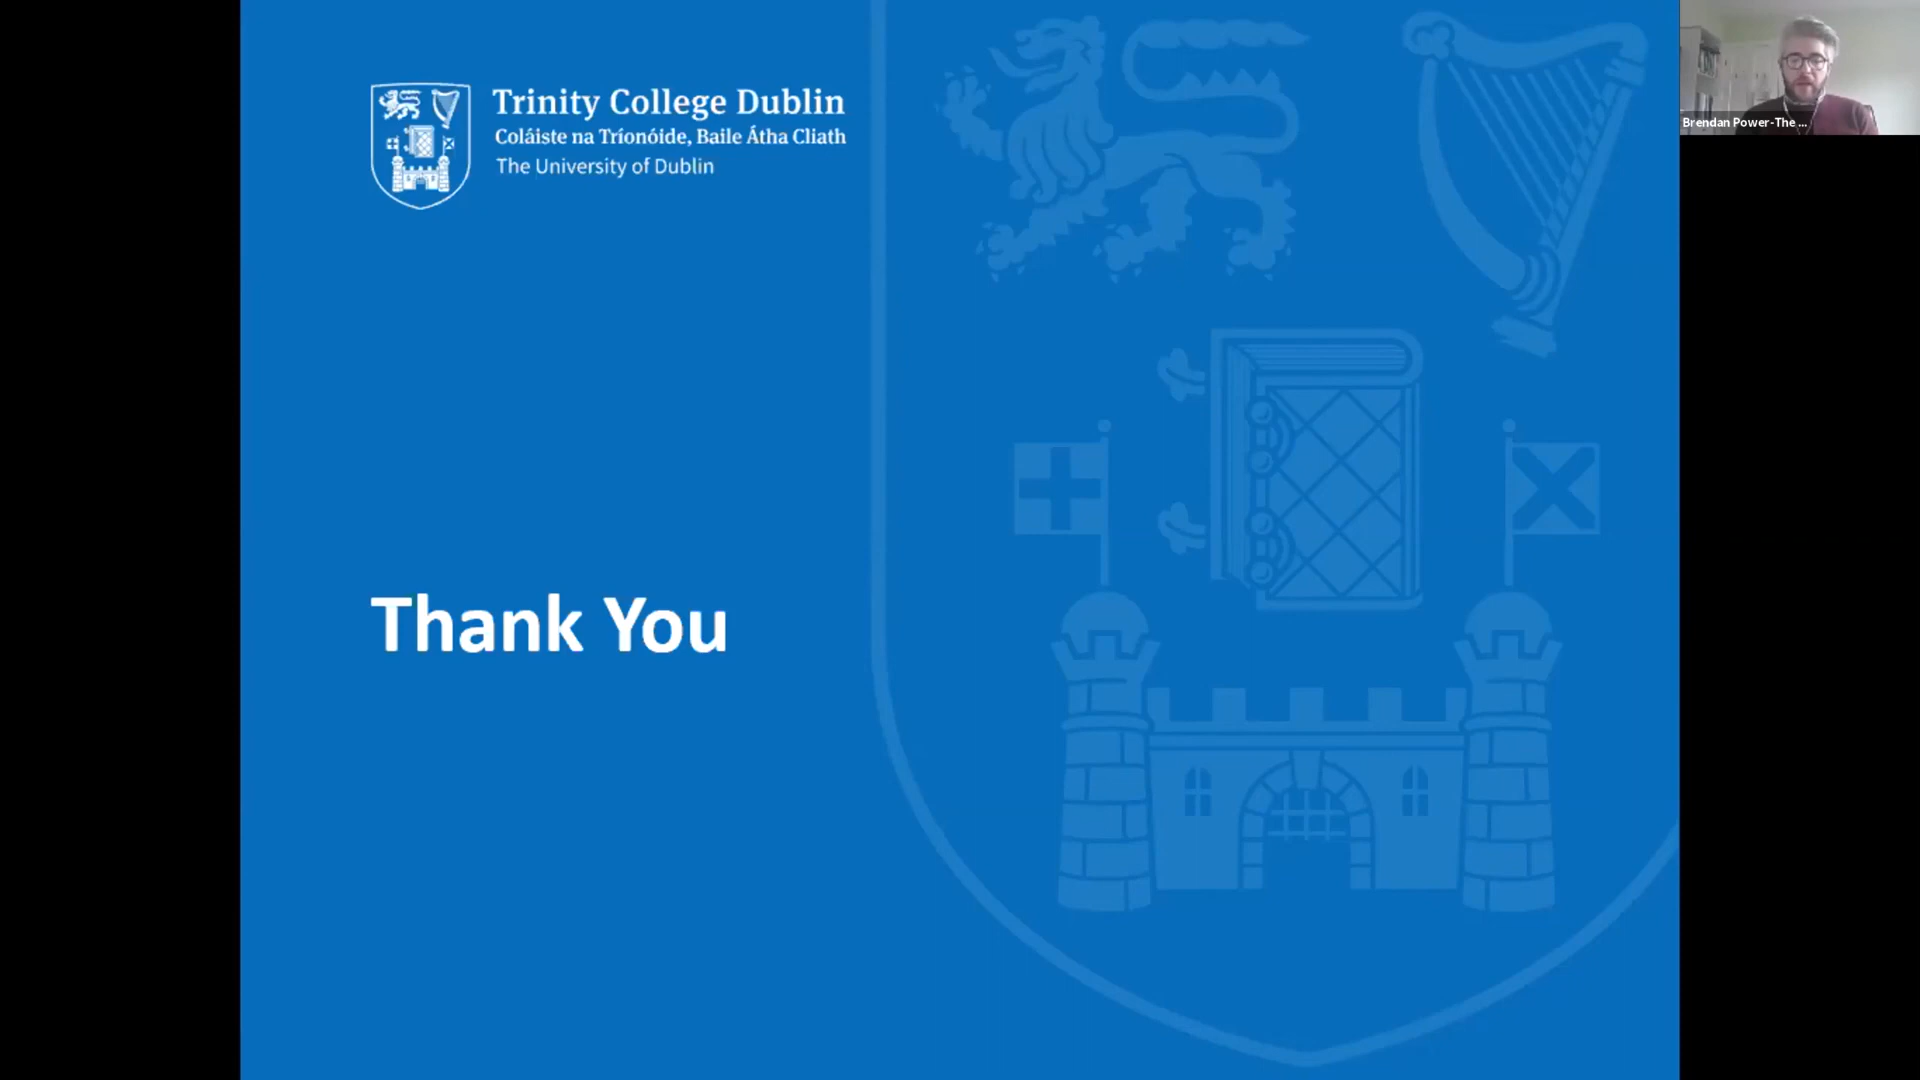 Trinity College Dublin
Coláiste na Tríonóide, Baile Átha Cliath
The University of Dublin
Thank You
Brendan Power-The ...